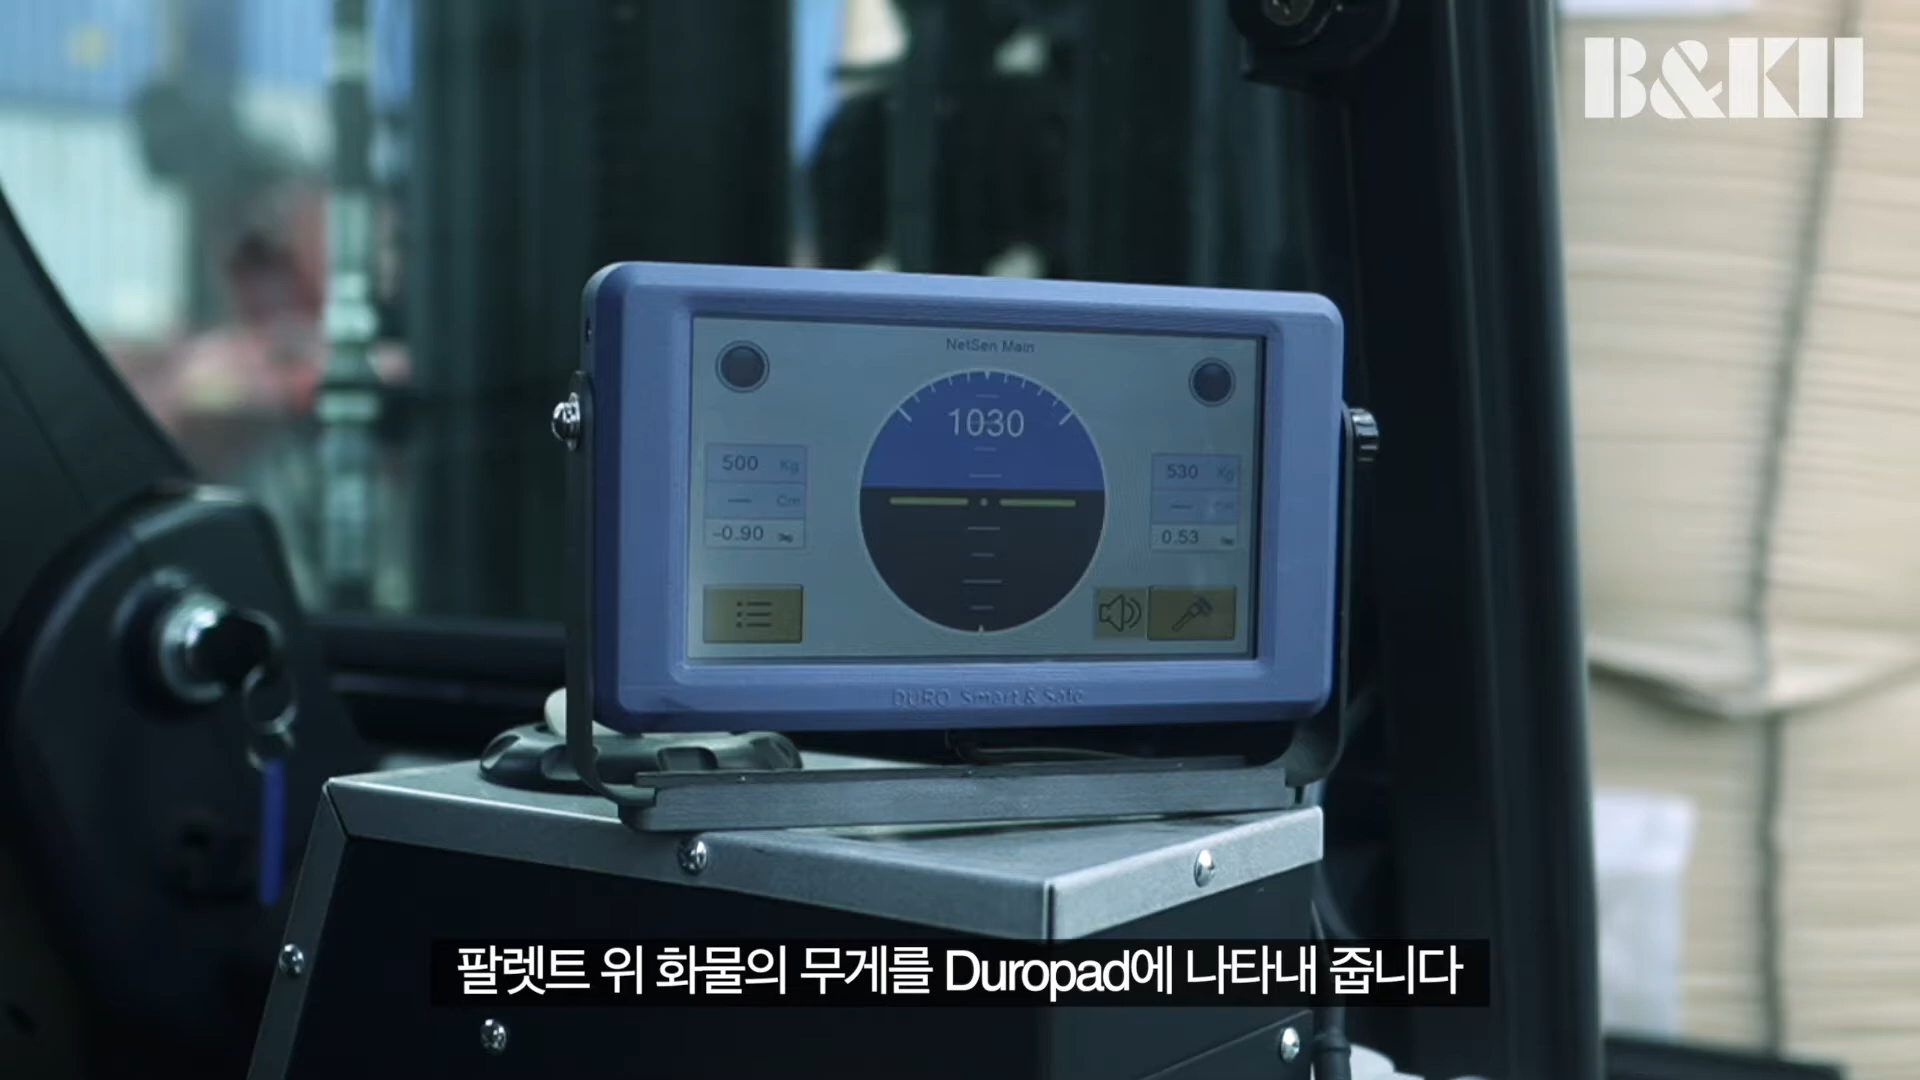 B&KH
NetSen Main
1030
500 Kg
530 Kg
Cm
-0.90
0.53
DURO Smart & Safe
팔렛트 위 화물의 무게를 Duropad에 나타내 줍니다